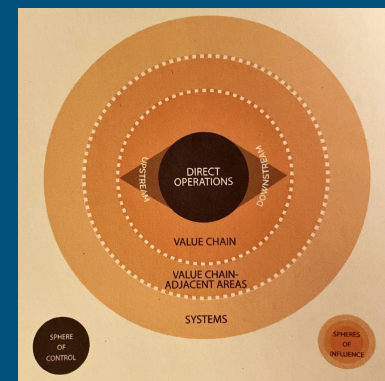 DIRECT
OPERATIONS
UPSTREAM
DOWNSTREAM
VALUE CHAIN
VALUE CHAIN-
ADJACENT AREAS
SYSTEMS
SPHERE
OF
CONTROL
SPHERES
OF
INFLUENCE